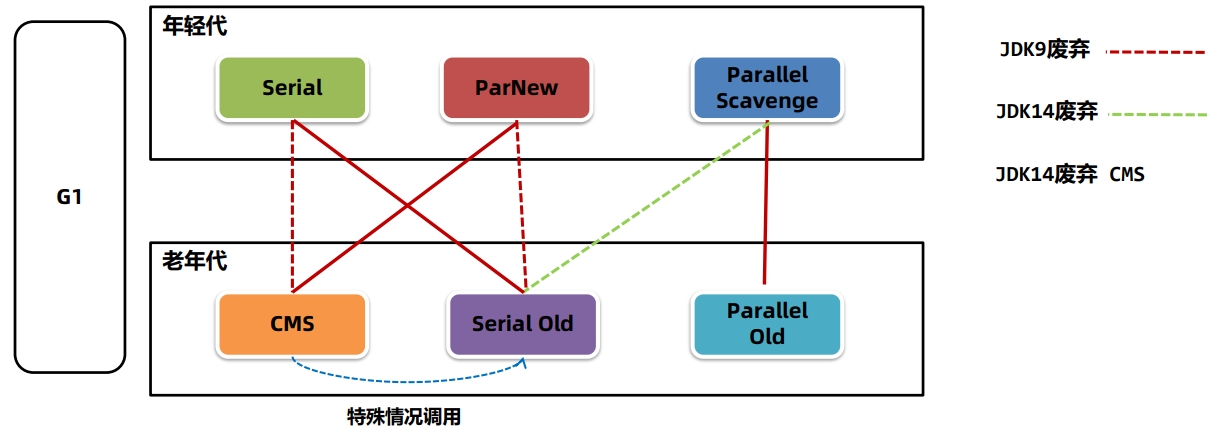 年轻代
Serial
ParNew
Parallel
Scavenge
G1
老年代
CMS
Serial Old
Parallel
Old
特殊情况调用
JDK9废弃
JDK14废弃
JDK14废弃 CMS